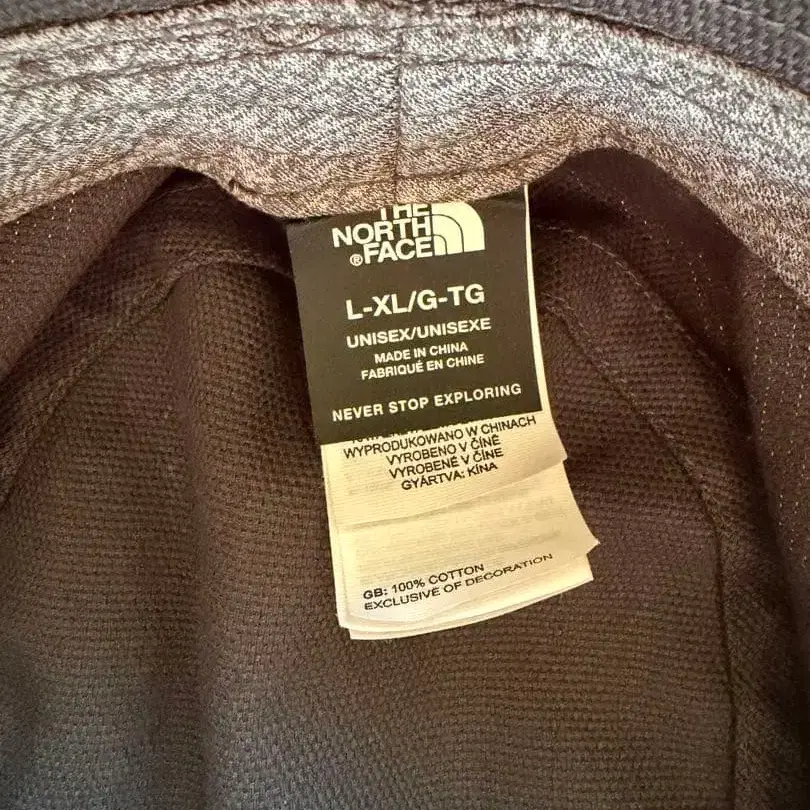 THE
NORTH
FACE
®
L-XL/G-TG
UNISEX/UNISEXE
MADE IN CHINA
FABRIQUÉ EN CHINE
NEVER STOP EXPLORING
WYPRODUKOWANO W CHINACH
VYROBENO V ČÍNĚ
VYROBENÉ V ČÍNE
GYÁRTVA: KÍNA
GB: 100% COTTON
EXCLUSIVE OF DECORATION